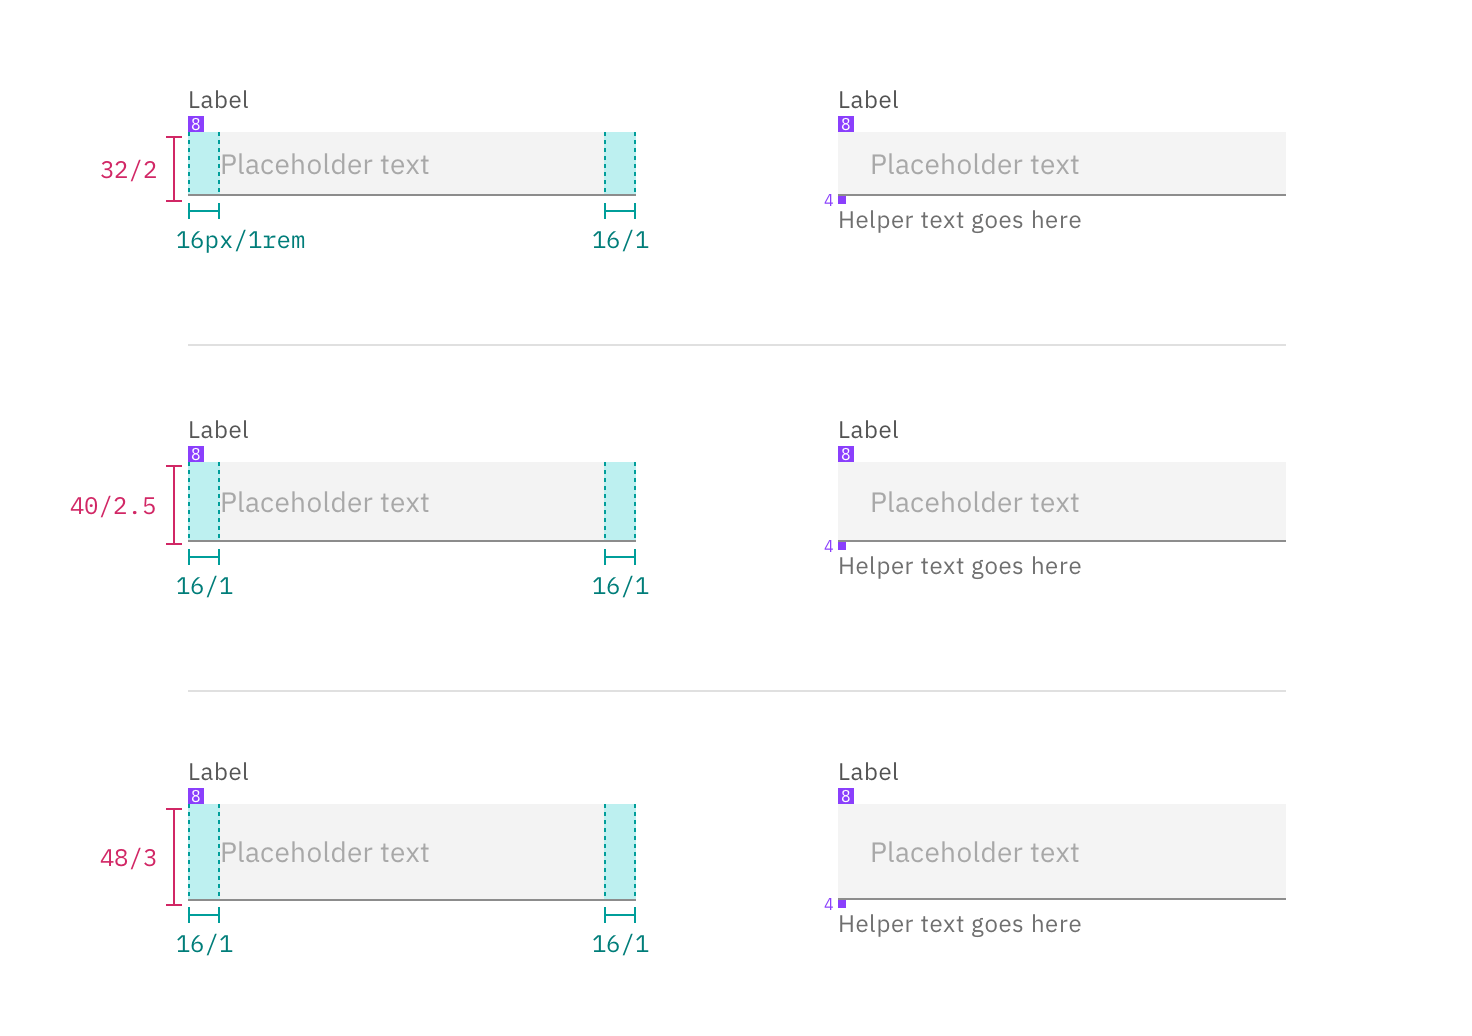 Label
8
Placeholder text
32/2
16px/1rem
16/1
Label
8
Placeholder text
4
Helper text goes here
Label
8
Placeholder text
40/2.5
16/1
16/1
Label
8
Placeholder text
4
Helper text goes here
Label
8
Placeholder text
48/3
16/1
16/1
Label
8
Placeholder text
4
Helper text goes here